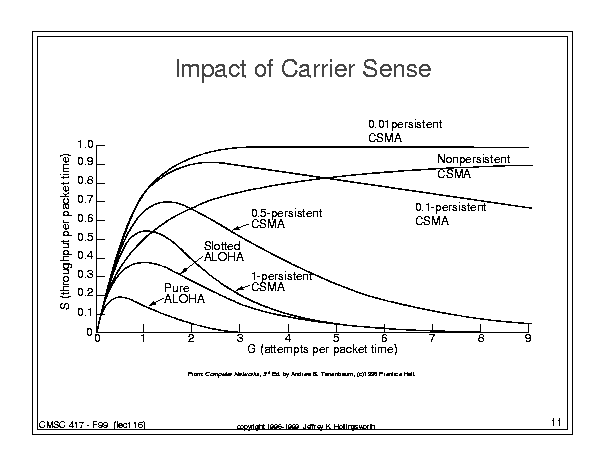 Impact of Carrier Sense
0.01persistent
CSMA
Nonpersistent
CSMA
0.1-persistent
CSMA
0.5-persistent
CSMA
Slotted
ALOHA
1-persistent
CSMA
Pure
ALOHA
S (throughput per packet time)
1.0
0.9
0.8
0.7
0.6
0.5
0.4
0.3
0.2
0.1
0
0 1 2 3 4 5 6 7 8 9
G (attempts per packet time)
From: Computer Networks, 3rd Ed. by Andrew S. Tanenbaum, (c)1996 Prentice Hall.
CMSC 417 - F99 (lect 16)
copyright 1996-1999 Jeffrey K. Hollingsworth
11